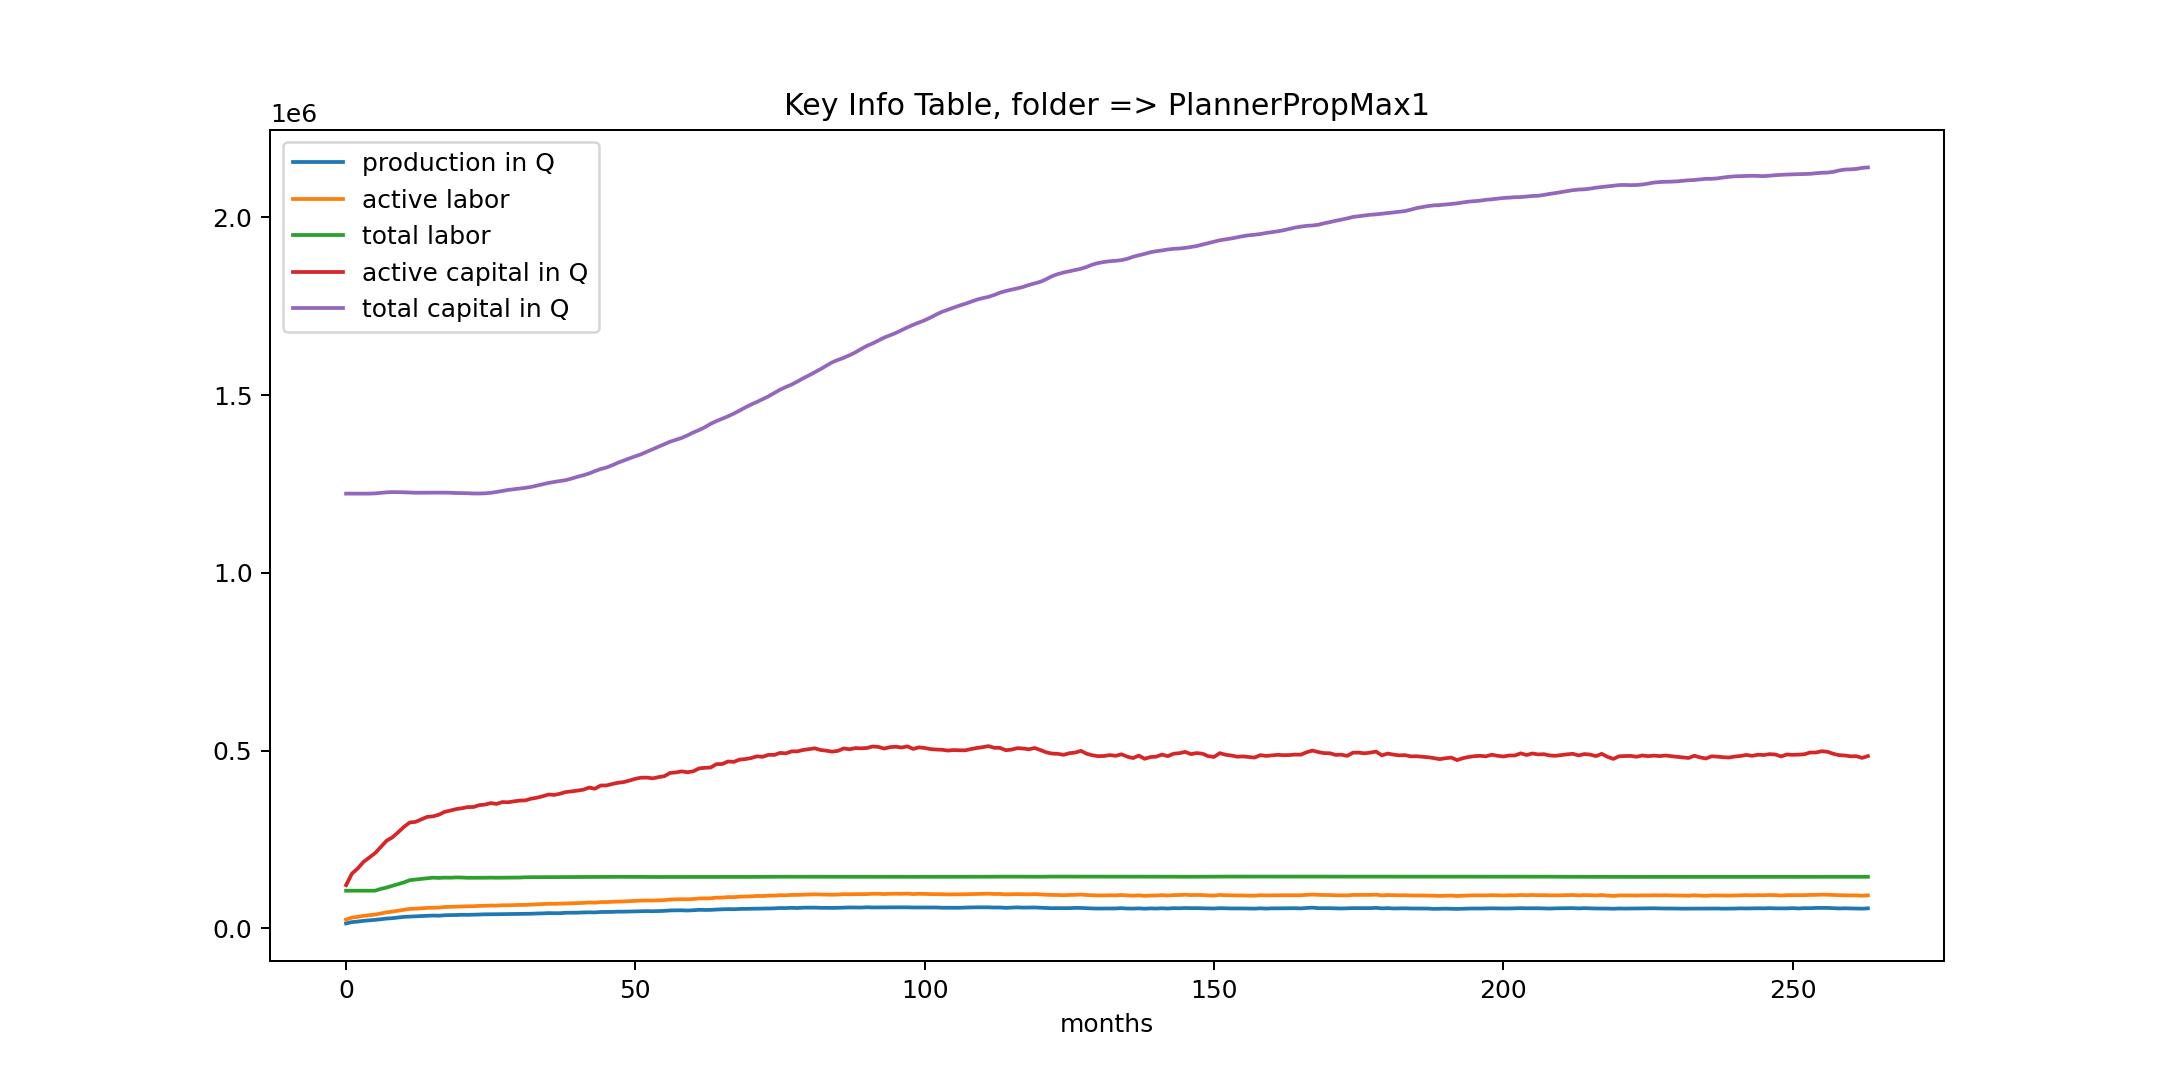 Key Info Table, folder => PlannerPropMax1
1e6
production in Q
active labor
total labor
active capital in Q
total capital in Q
2.0
1.5
1.0
0.5
0.0
0 50 100 150 200 250
months